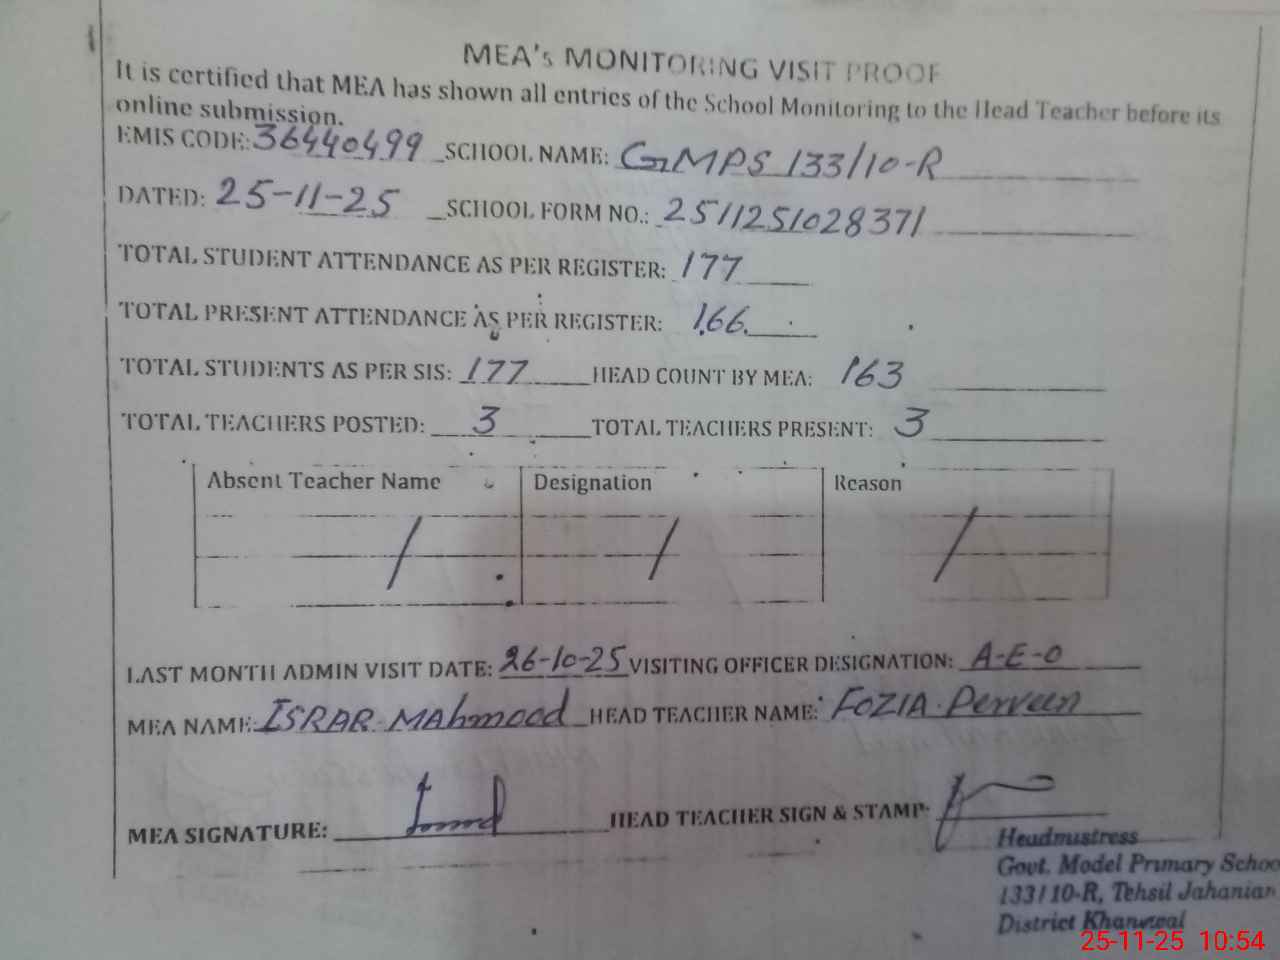 MEA's MONITORING VISIT PROOF
It is certified that MEA has shown all entries of the School Monitoring to the Head Teacher before its
online submission.
EMIS CODE: 36440499 SCHOOL NAME: GMPS 133/10-R
DATED: 25-11-25 SCHOOL FORM NO.: 2511251028371
TOTAL STUDENT ATTENDANCE AS PER REGISTER: 177
TOTAL PRESENT ATTENDANCE AS PER REGISTER: 166
TOTAL STUDENTS AS PER SIS: 177 HEAD COUNT BY MEA: 163
TOTAL TEACHERS POSTED: 3 TOTAL TEACHERS PRESENT: 3
Absent Teacher Name Designation Reason
/ / /
LAST MONTH ADMIN VISIT DATE: 26-10-25 VISITING OFFICER DESIGNATION: A-E-O
MEA NAME: ISRAR MAhmood HEAD TEACHER NAME: FOZIA Perveen
MEA SIGNATURE: HEAD TEACHER SIGN & STAMP:
Headmistress
Govt. Model Primary Schoo
133/10-R, Tehsil Jahanian
District Khanewal
25-11-25 10:54